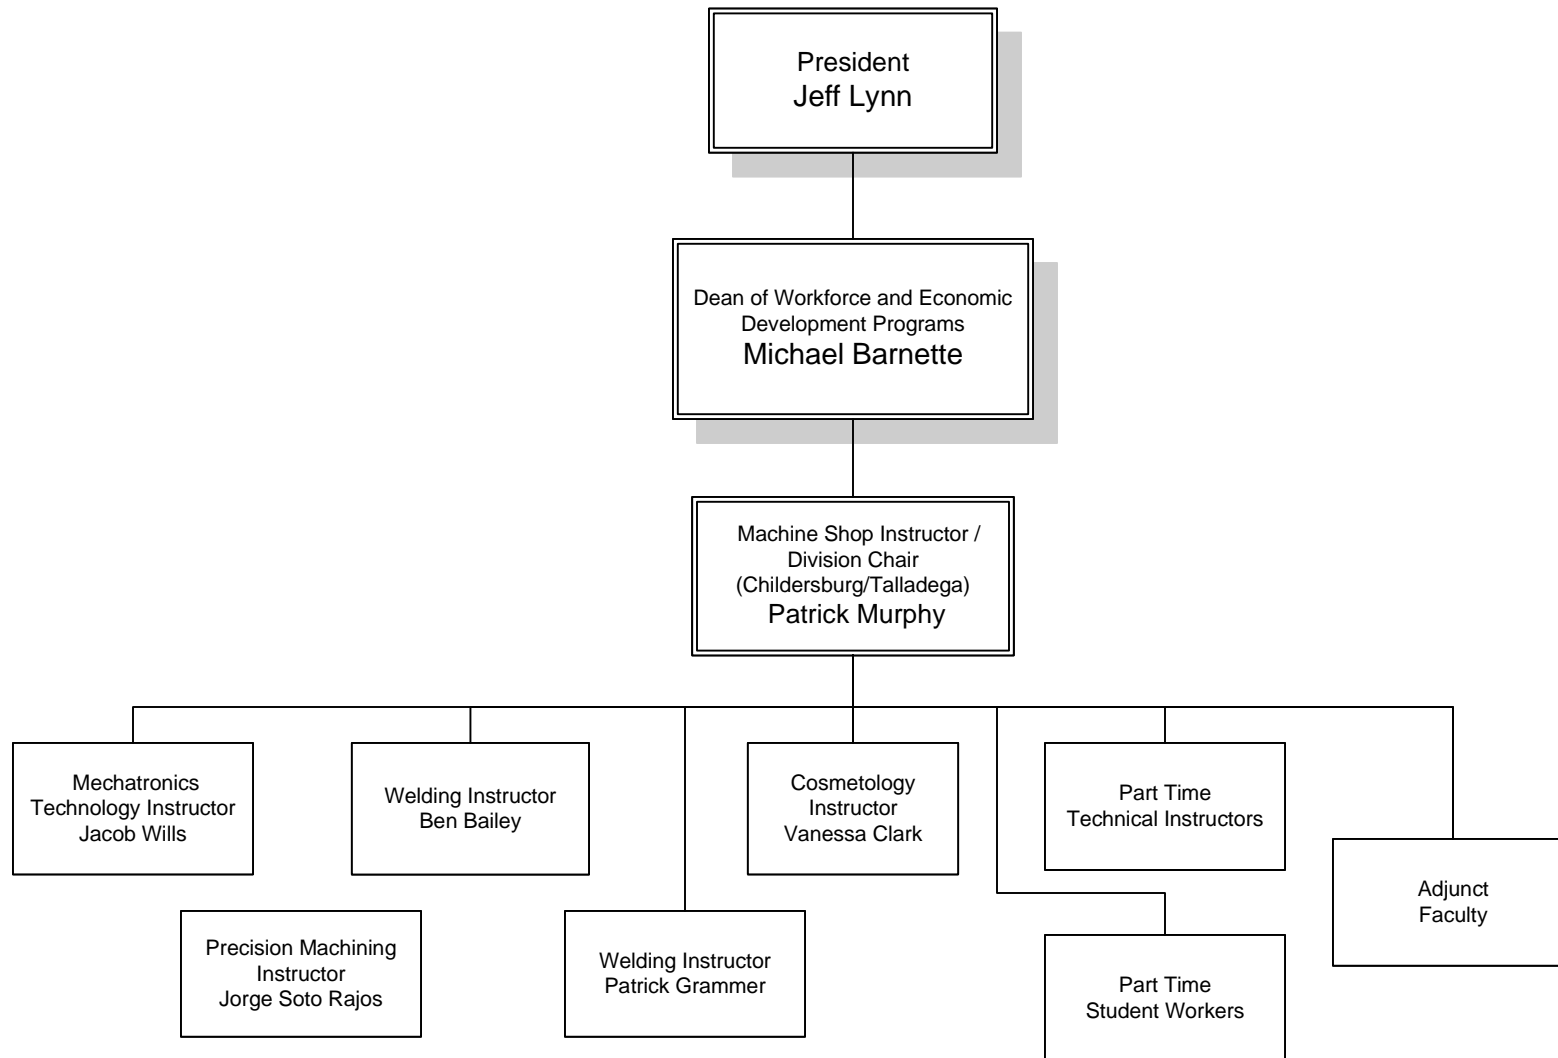 President
Jeff Lynn
Dean of Workforce and Economic
Development Programs
Michael Barnette
Machine Shop Instructor /
Division Chair
(Childersburg/Talladega)
Patrick Murphy
Mechatronics
Technology Instructor
Jacob Wills
Welding Instructor
Ben Bailey
Cosmetology
Instructor
Vanessa Clark
Part Time
Technical Instructors
Adjunct
Faculty
Precision Machining
Instructor
Jorge Soto Rajos
Welding Instructor
Patrick Grammer
Part Time
Student Workers